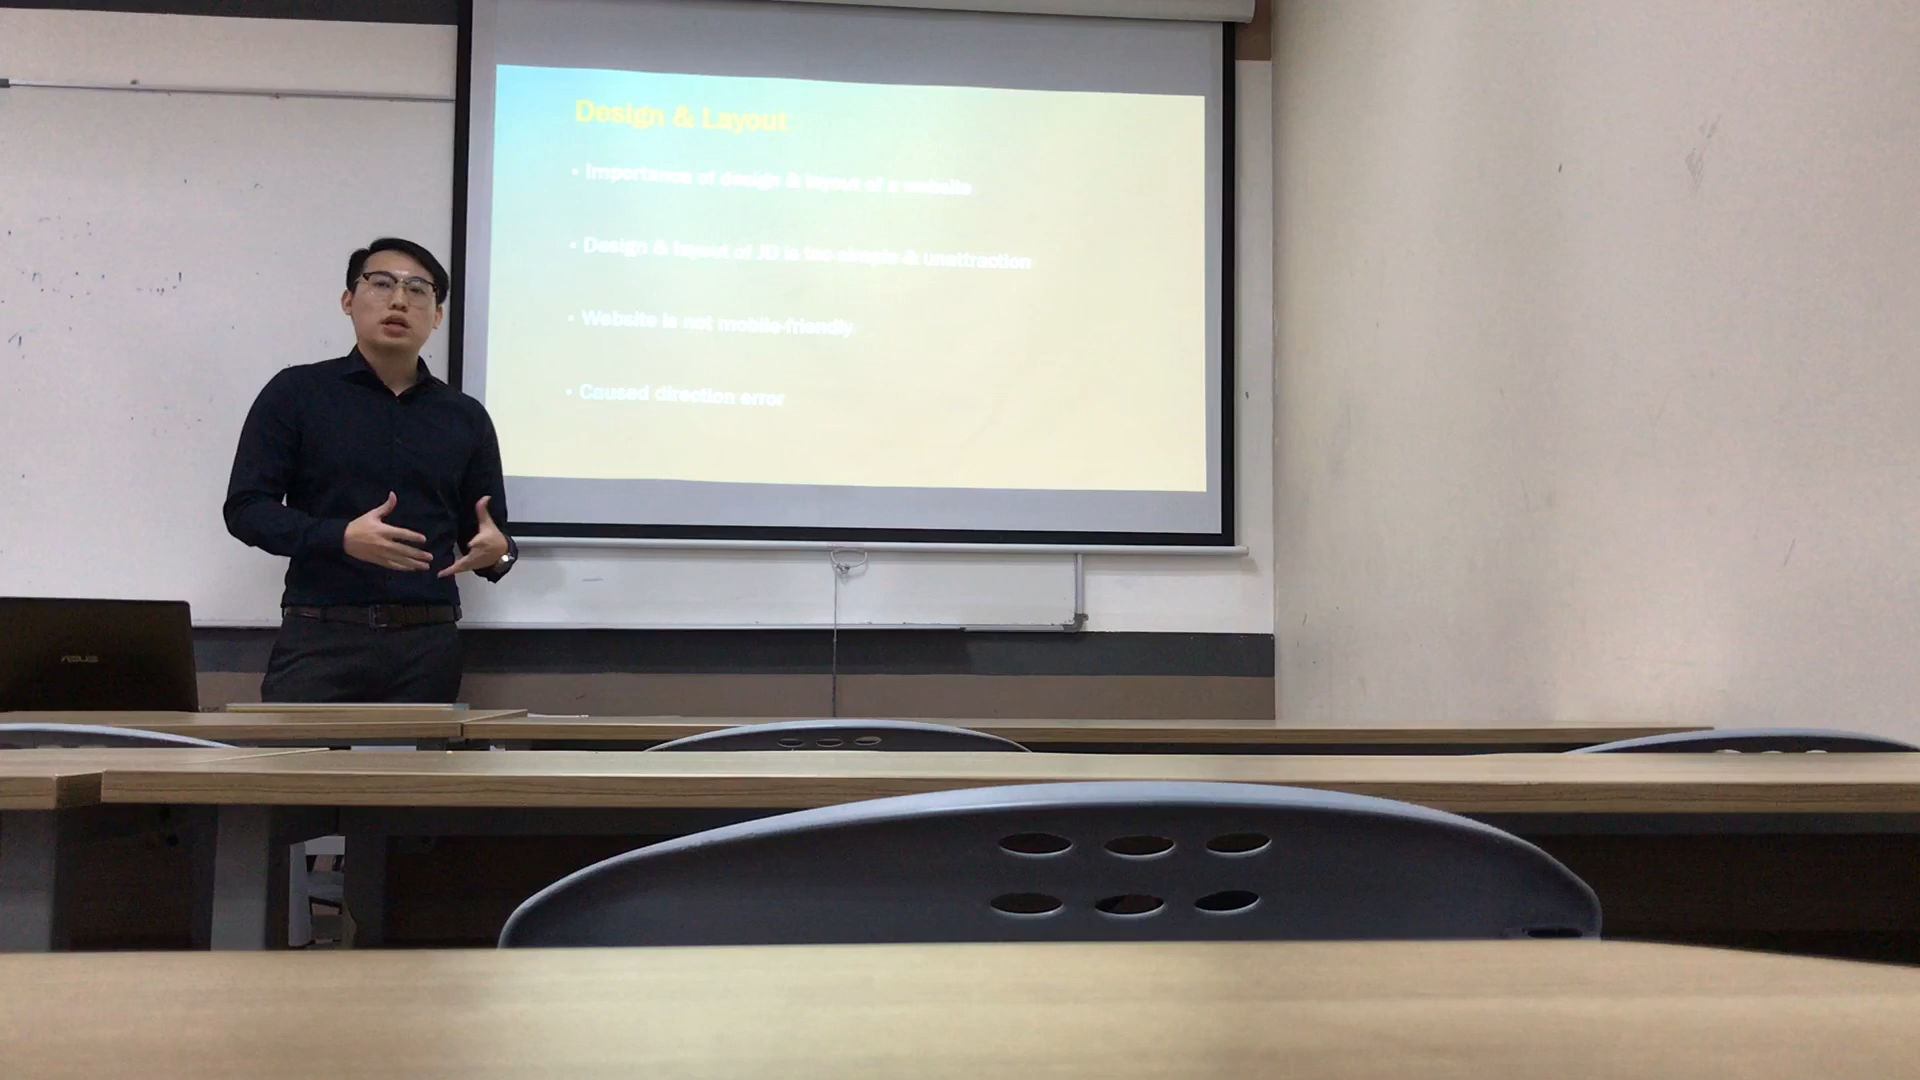 Design & Layout
• Importance of design & layout of a website
• Design & layout of JD is too simple & unattraction
• Website is not mobile-friendly
• Caused direction error
ASUS